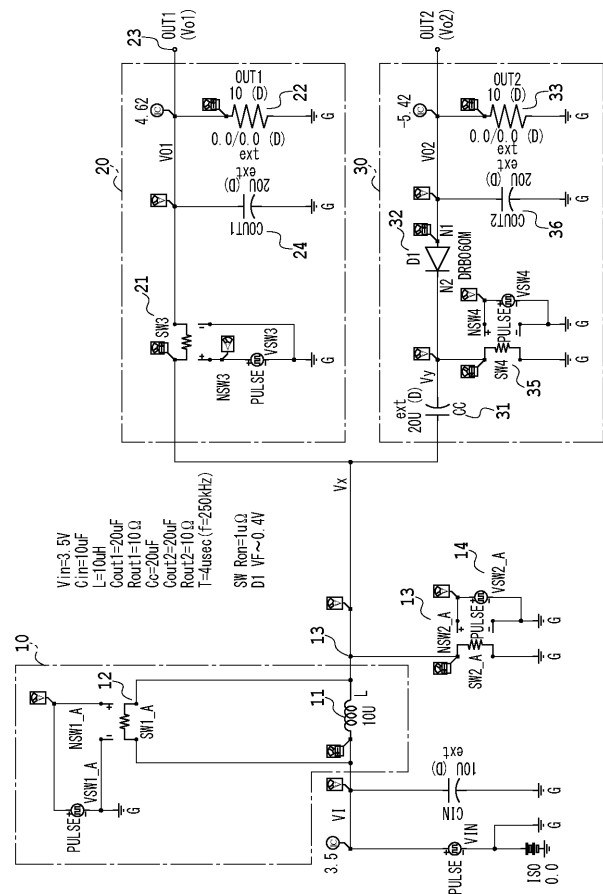 Vin=3.5V
Cin=10uF
L=10uH
Cout1=20uF
Rout1=10Ω
Cc=20uF
Cout2=20uF
Rout2=10Ω
T=4usec(f=250kHz)
SW Ron=1uΩ
D1 VF～0.4V
10
NSW1_A
PULSE
VSW1_A
G
12
SW1_A
11
L
10U
3.5
VI
PULSE
VIN
ISO
0.0
G
CIN
10U
ext
(D)
G
13
Vx
13
NSW2_A
14
PULSE
VSW2_A
SW2_A
G
G
20
21
SW3
NSW3
PULSE
VSW3
G
COUT1
20U
ext
(D)
24
G
4.62
VO1
OUT1
10 (D)
22
0.0/0.0 (D)
ext
G
23
OUT1
(Vo1)
30
ext
20U (D)
CC
31
Vy
NSW4
PULSE
VSW4
SW4
35
G
G
32
D1
N1
N2
DRB060M
COUT2
20U
ext
(D)
36
G
-5.42
VO2
OUT2
10 (D)
33
0.0/0.0 (D)
ext
G
OUT2
(Vo2)